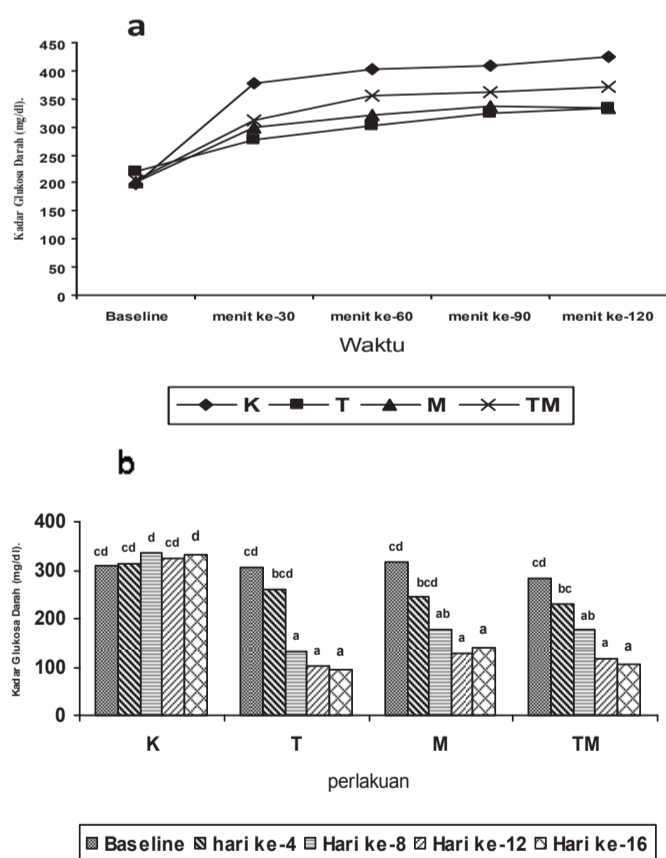 a
Kadar Glukosa Darah (mg/dl).
450
400
350
300
250
200
150
100
50
0
Baseline menit ke-30 menit ke-60 menit ke-90 menit ke-120
Waktu
K T M TM
b
Kadar Glukosa Darah (mg/dl).
400
300
200
100
0
cd cd d cd d
cd bcd a a a
cd bcd ab a a
cd bc ab a a
K T M TM
perlakuan
Baseline hari ke-4 Hari ke-8 Hari ke-12 Hari ke-16